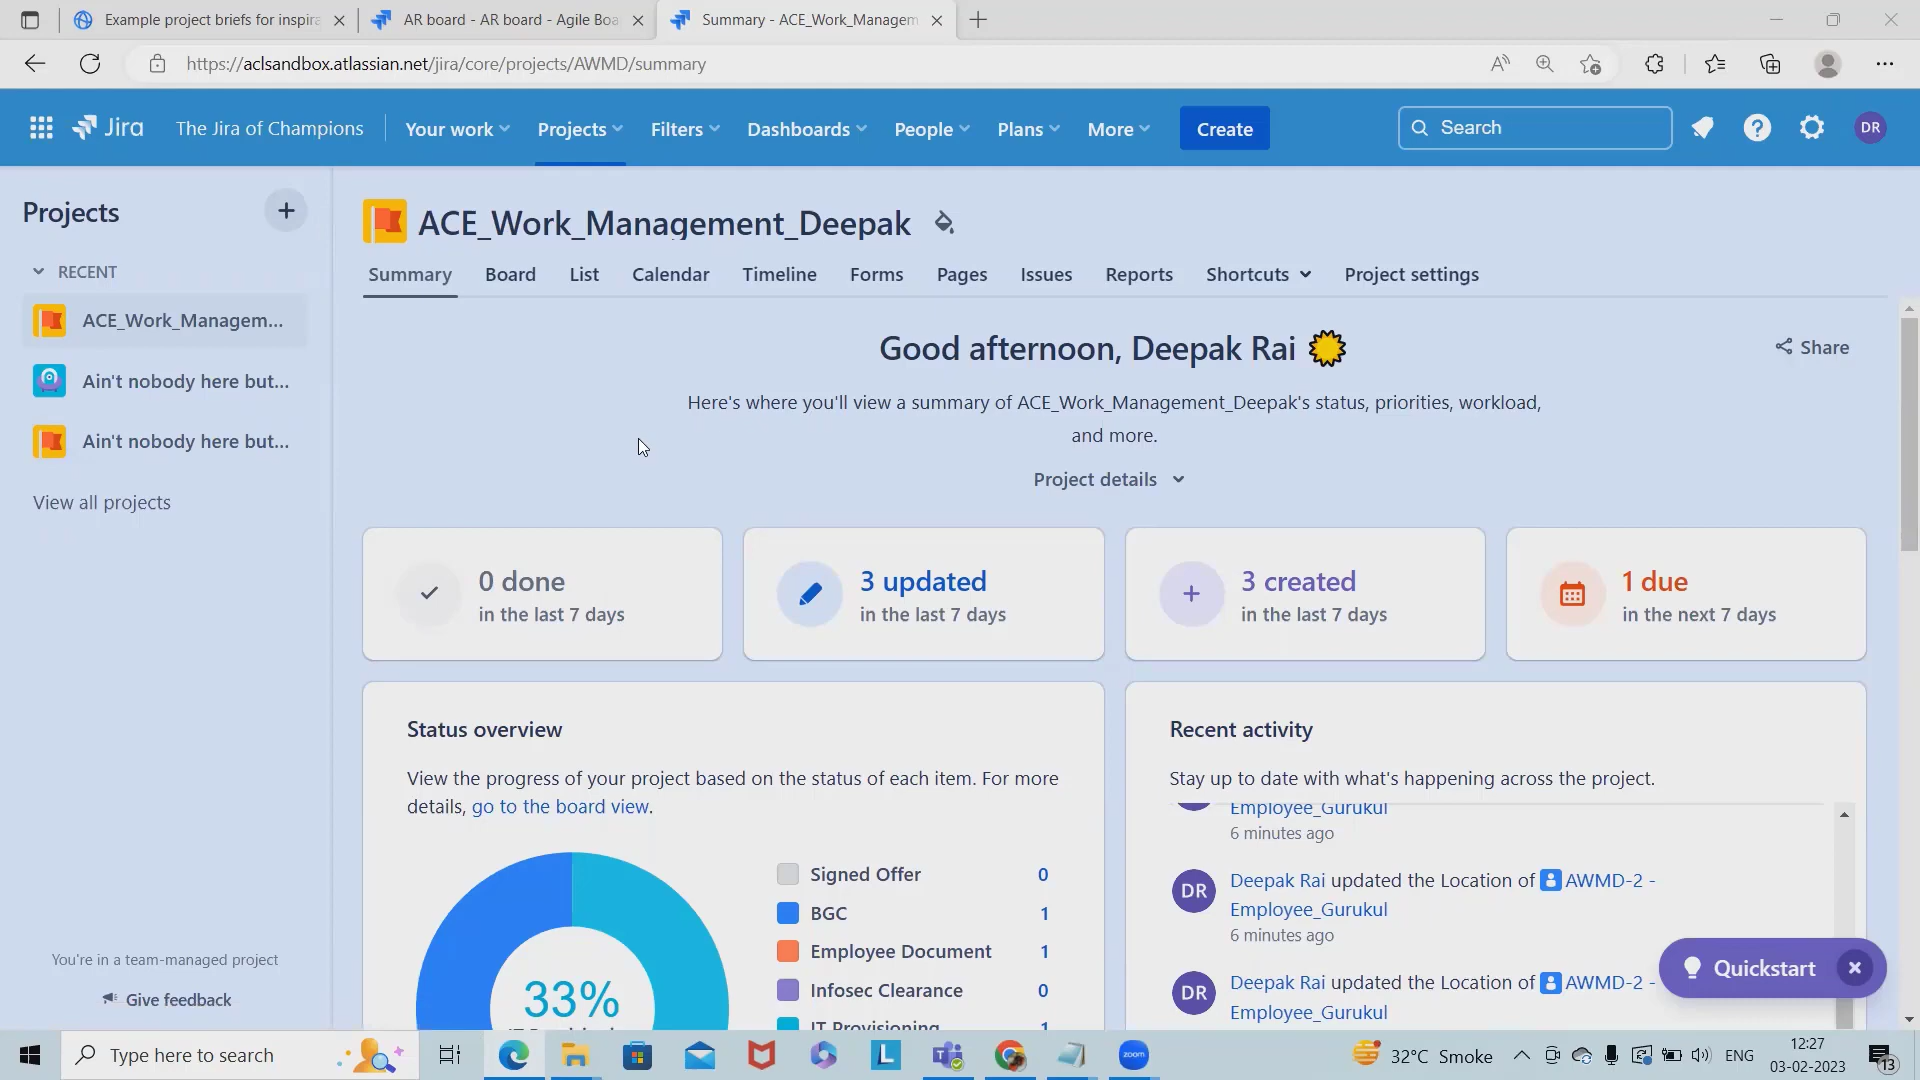 Example project briefs for inspira
AR board - AR board - Agile Boa
Summary - ACE_Work_Managem
https://aclsandbox.atlassian.net/jira/core/projects/AWMD/summary
Jira
The Jira of Champions
Your work
Projects
Filters
Dashboards
People
Plans
More
Create
Search
DR
Projects
RECENT
ACE_Work_Managem...
Ain't nobody here but...
Ain't nobody here but...
View all projects
You're in a team-managed project
Give feedback
ACE_Work_Management_Deepak
Summary
Board
List
Calendar
Timeline
Forms
Pages
Issues
Reports
Shortcuts
Project settings
Good afternoon, Deepak Rai
Share
Here's where you'll view a summary of ACE_Work_Management_Deepak's status, priorities, workload,
and more.
Project details
0 done
in the last 7 days
3 updated
in the last 7 days
3 created
in the last 7 days
1 due
in the next 7 days
Status overview
View the progress of your project based on the status of each item. For more
details, go to the board view.
33%
Signed Offer 0
BGC 1
Employee Document 1
Infosec Clearance 0
IT Provisioning 1
Recent activity
Stay up to date with what's happening across the project.
Employee_Gurukul
6 minutes ago
DR
Deepak Rai updated the Location of AWMD-2 -
Employee_Gurukul
6 minutes ago
DR
Deepak Rai updated the Location of AWMD-2 -
Employee_Gurukul
Quickstart
Type here to search
L
zoom
32°C Smoke
ENG
12:27
03-02-2023
13